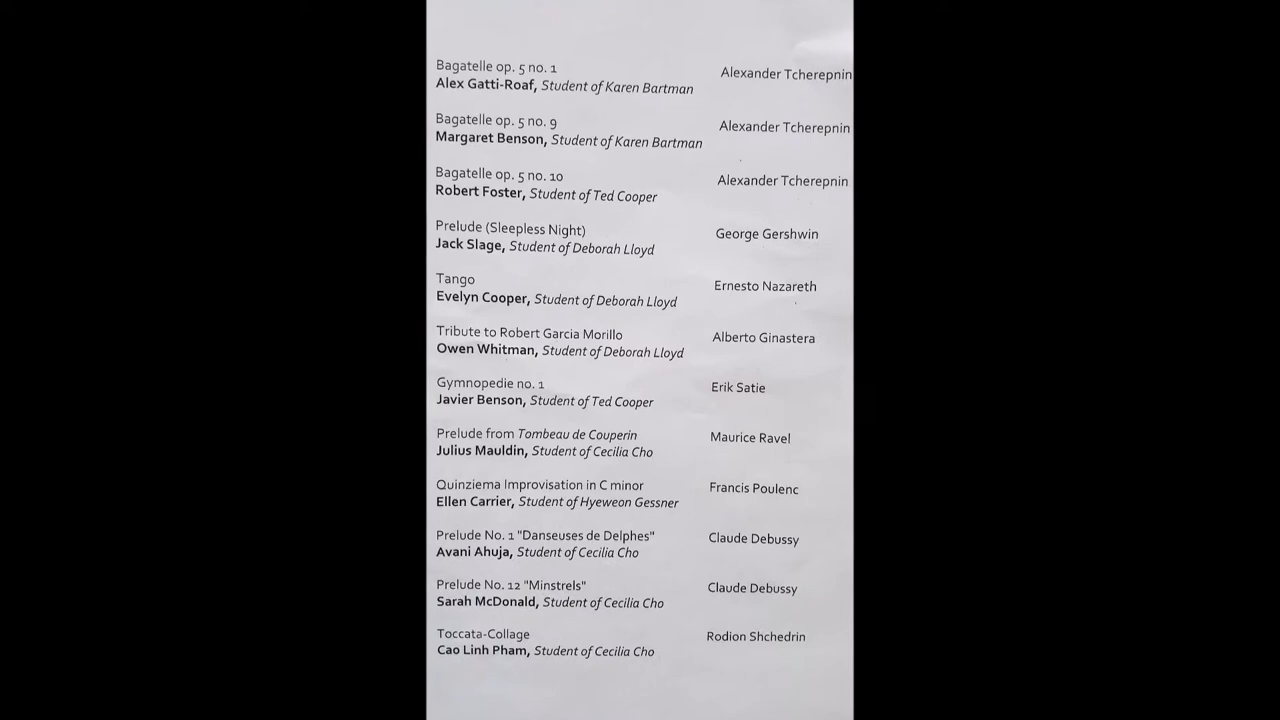 Bagatelle op. 5 no. 1 Alexander Tcherepnin
Alex Gatti-Roaf, Student of Karen Bartman
Bagatelle op. 5 no. 9 Alexander Tcherepnin
Margaret Benson, Student of Karen Bartman
Bagatelle op. 5 no. 10 Alexander Tcherepnin
Robert Foster, Student of Ted Cooper
Prelude (Sleepless Night) George Gershwin
Jack Slage, Student of Deborah Lloyd
Tango Ernesto Nazareth
Evelyn Cooper, Student of Deborah Lloyd
Tribute to Robert Garcia Morillo Alberto Ginastera
Owen Whitman, Student of Deborah Lloyd
Gymnopedie no. 1 Erik Satie
Javier Benson, Student of Ted Cooper
Prelude from Tombeau de Couperin Maurice Ravel
Julius Mauldin, Student of Cecilia Cho
Quinziema Improvisation in C minor Francis Poulenc
Ellen Carrier, Student of Hyeweon Gessner
Prelude No. 1 "Danseuses de Delphes" Claude Debussy
Avani Ahuja, Student of Cecilia Cho
Prelude No. 12 "Minstrels" Claude Debussy
Sarah McDonald, Student of Cecilia Cho
Toccata-Collage Rodion Shchedrin
Cao Linh Pham, Student of Cecilia Cho